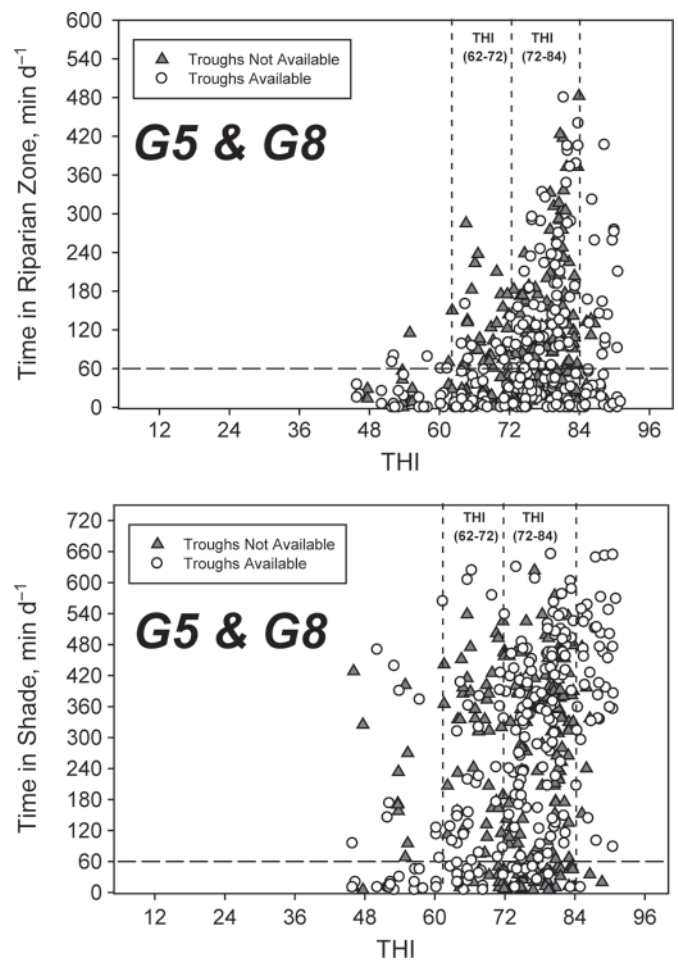 600
540
480
420
360
300
240
180
120
60
0
Time in Riparian Zone, min d⁻¹
Troughs Not Available
Troughs Available
THI
(62-72)
THI
(72-84)
G5 & G8
12 24 36 48 60 72 84 96
THI
720
660
600
540
480
420
360
300
240
180
120
60
0
Time in Shade, min d⁻¹
Troughs Not Available
Troughs Available
THI
(62-72)
THI
(72-84)
G5 & G8
12 24 36 48 60 72 84 96
THI